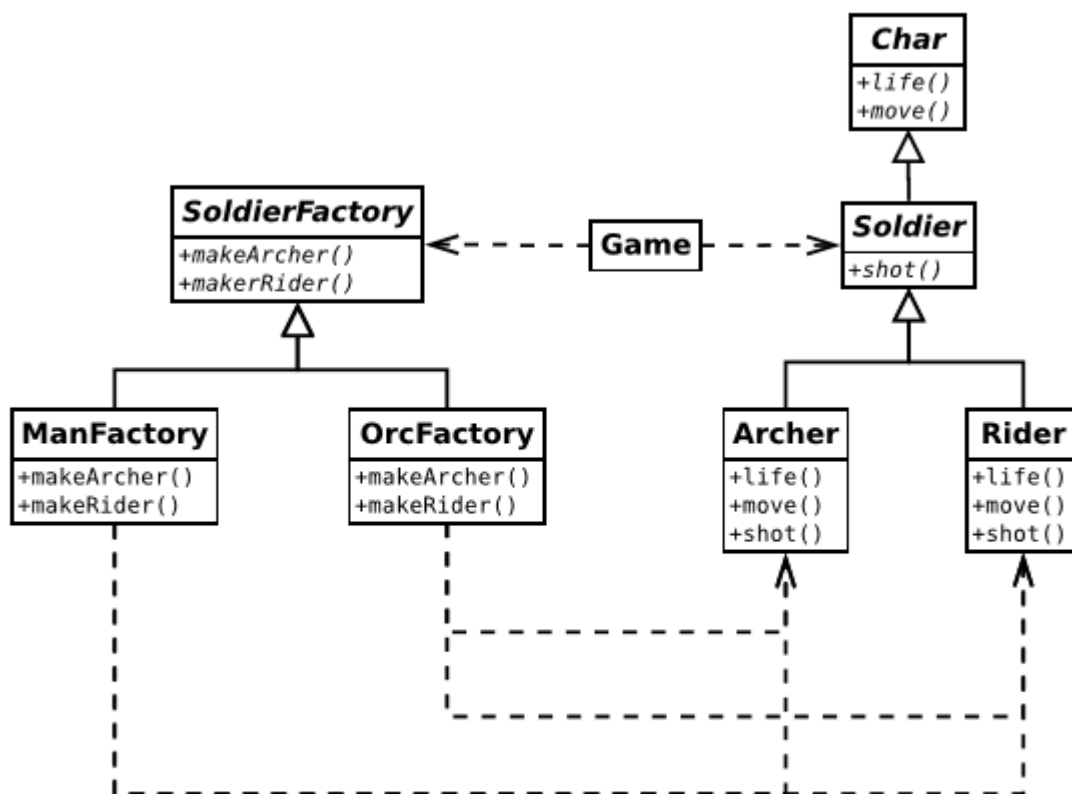 Char
+life()
+move()
SoldierFactory
+makeArcher()
+makerRider()
Game
Soldier
+shot()
ManFactory
+makeArcher()
+makeRider()
OrcFactory
+makeArcher()
+makeRider()
Archer
+life()
+move()
+shot()
Rider
+life()
+move()
+shot()